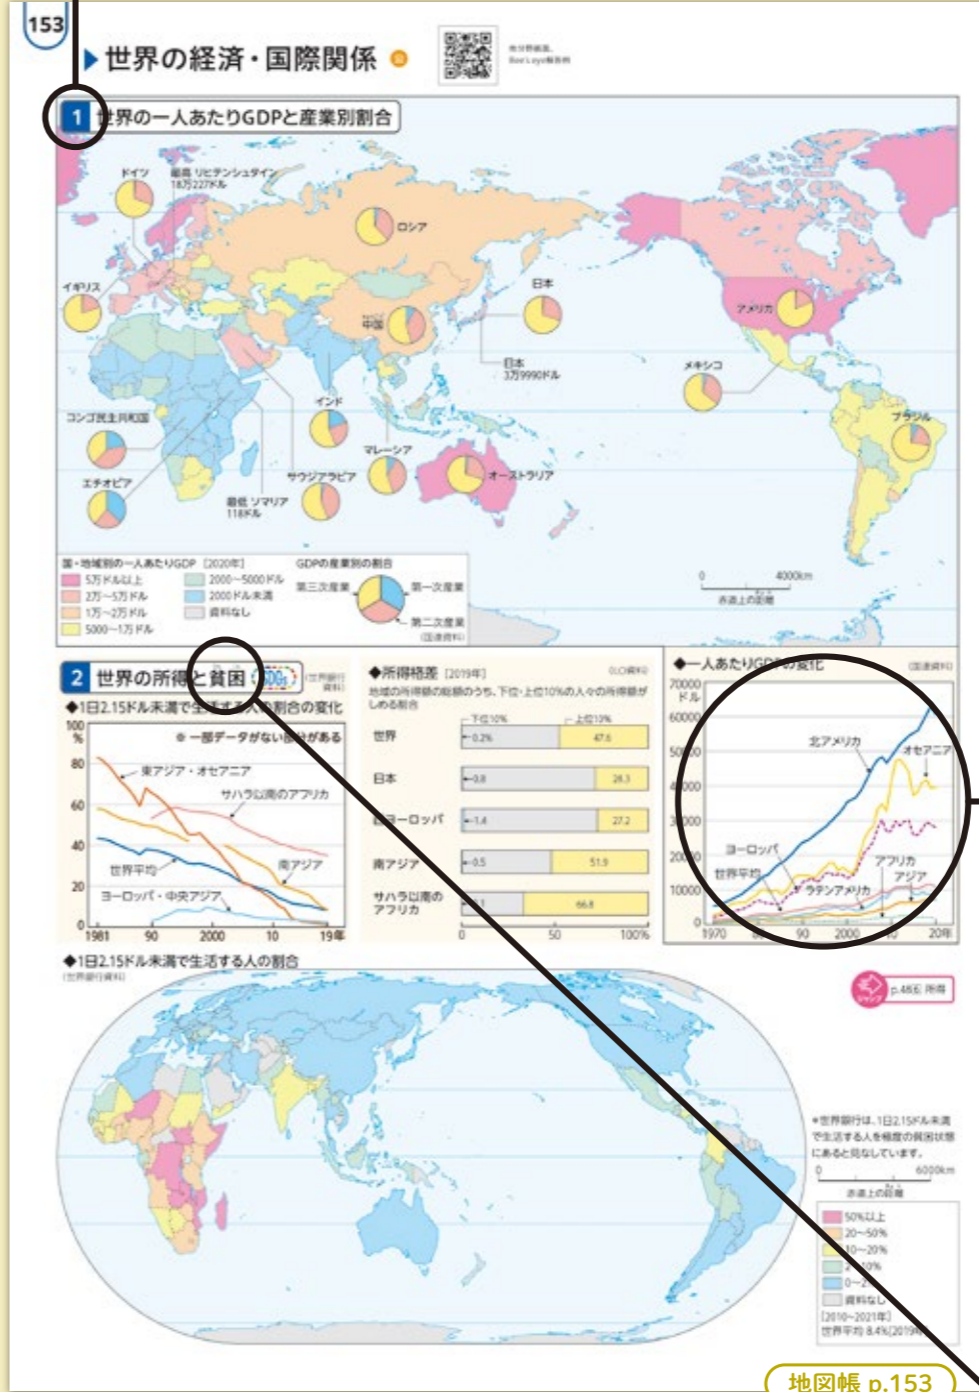 153
世界の経済・国際関係
1 世界の一人あたりGDPと産業別割合
ドイツ
最高 リヒテンシュタイン
18万227ドル
ロシア
イギリス
中国
日本
アメリカ
日本
3万9990ドル
メキシコ
コンゴ民主共和国
インド
ブラジル
マレーシア
エチオピア
サウジアラビア
オーストラリア
最低 ソマリア
118ドル
国・地域別の一人あたりGDP [2020年]
5万ドル以上
2万〜5万ドル
1万〜2万ドル
5000〜1万ドル
2000〜5000ドル
2000ドル未満
資料なし
GDPの産業別の割合
第三次産業
第一次産業
第二次産業
(国連資料)
0 4000km
赤道上の距離
2 世界の所得と貧困 SDGs (世界銀行資料)
◆1日2.15ドル未満で生活する人の割合の変化
100
%
80
60
40
20
0
※ 一部データがない部分がある
東アジア・オセアニア
サハラ以南のアフリカ
世界平均
南アジア
ヨーロッパ・中央アジア
1981 90 2000 10 19年
◆所得格差 [2019年]
地域の所得額の総額のうち、下位・上位10%の人々の所得額が
しめる割合
下位10% 上位10%
世界 0.2% 47.6
日本 0.8 28.3
ヨーロッパ 1.4 27.2
南アジア 0.5 51.9
サハラ以南の
アフリカ 66.8
0 50 100%
◆一人あたりGDPの変化 (国連資料)
70000
ドル
60000
20000
10000
0
北アメリカ
オセアニア
ヨーロッパ
世界平均
アフリカ
アジア
ラテンアメリカ
1970 90 2000 10 20年
◆1日2.15ドル未満で生活する人の割合
(世界銀行資料)
ジャンプ 所得
*世界銀行は、1日2.15ドル未満
で生活する人を極度の貧困状態
にあると見なしています。
0 6000km
赤道上の距離
50%以上
20〜50%
10〜20%
資料なし
[2010〜2021年]
世界平均 8.4%[2019年]
地図帳 p.153